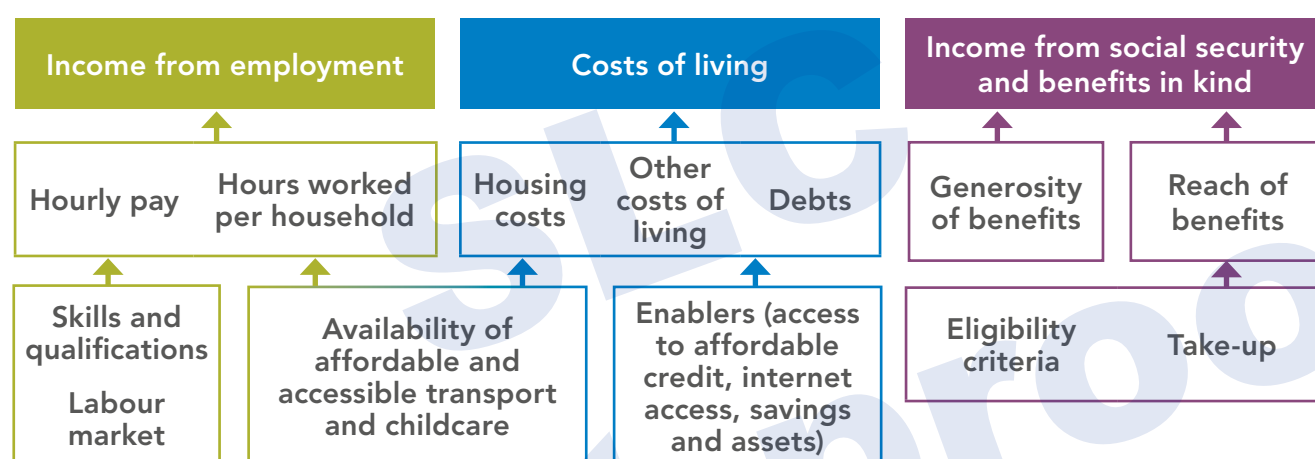 Income from employment
Costs of living
Income from social security
and benefits in kind
Hourly pay
Hours worked
per household
Housing
costs
Other
costs of
living
Debts
Generosity
of benefits
Reach of
benefits
Skills and
qualifications
Labour
market
Availability of
affordable and
accessible transport
and childcare
Enablers (access
to affordable
credit, internet
access, savings
and assets)
Eligibility
criteria
Take-up
SLC
proo